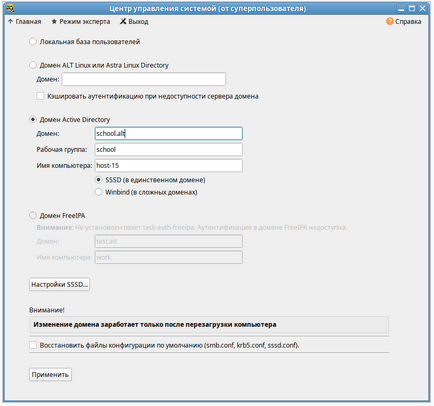 Центр управления системой (от суперпользователя)
Главная Режим эксперта Выход Справка
Локальная база пользователей
Домен ALT Linux или Astra Linux Directory
Домен:
Кэшировать аутентификацию при недоступности сервера домена
Домен Active Directory
Домен: school.alt
Рабочая группа: school
Имя компьютера: host-15
SSSD (в единственном домене)
Winbind (в сложных доменах)
Домен FreeIPA
Внимание: Не установлен пакет task-auth-freeipa. Аутентификация в домене FreeIPA недоступна.
Домен: test.alt
Имя компьютера: work
Настройки SSSD...
Внимание!
Изменение домена заработает только после перезагрузки компьютера
Восстановить файлы конфигурации по умолчанию (smb.conf, krb5.conf, sssd.conf).
Применить